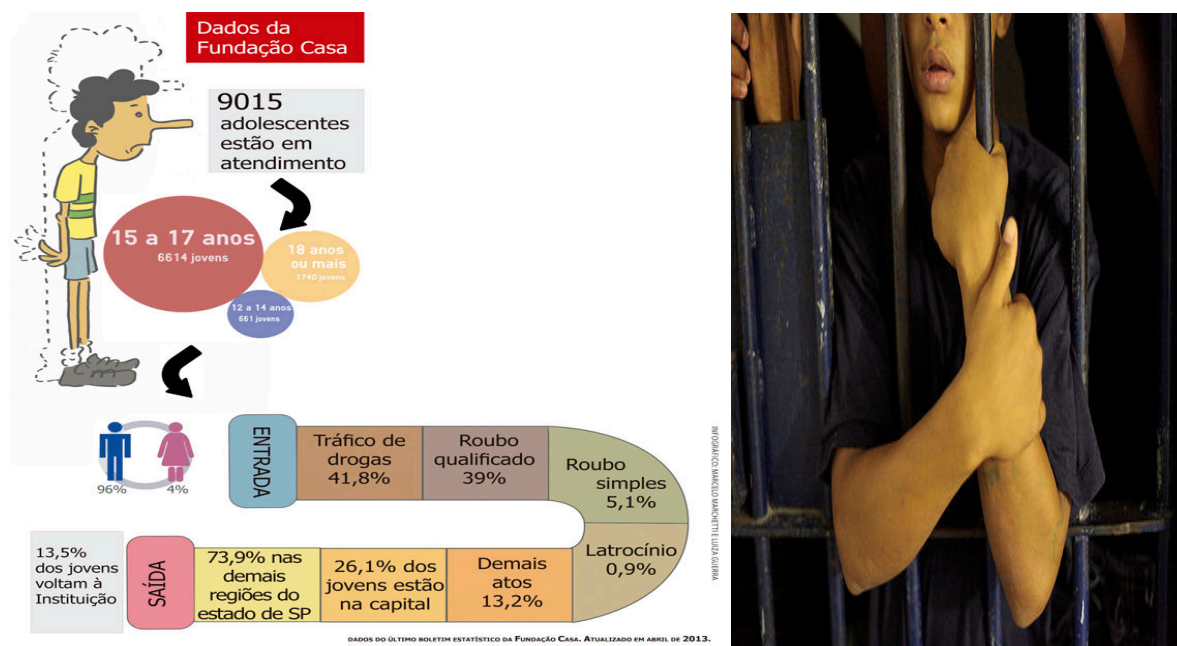 Dados da
Fundação Casa
9015
adolescentes
estão em
atendimento
15 a 17 anos
6614 jovens
18 anos
ou mais
1740 jovens
12 a 14 anos
661 jovens
96%
4%
ENTRADA
Tráfico de
drogas
41,8%
Roubo
qualificado
39%
Roubo
simples
5,1%
Latrocínio
0,9%
Demais
atos
13,2%
26,1% dos
jovens estão
na capital
73,9% nas
demais
regiões do
estado de SP
SAÍDA
13,5%
dos jovens
voltam à
Instituição
INFOGRÁFICO: MARCELO MARCHETTI E LUIZA GUERRA
DADOS DO ÚLTIMO BOLETIM ESTATÍSTICO DA FUNDAÇÃO CASA. ATUALIZADO EM ABRIL DE 2013.